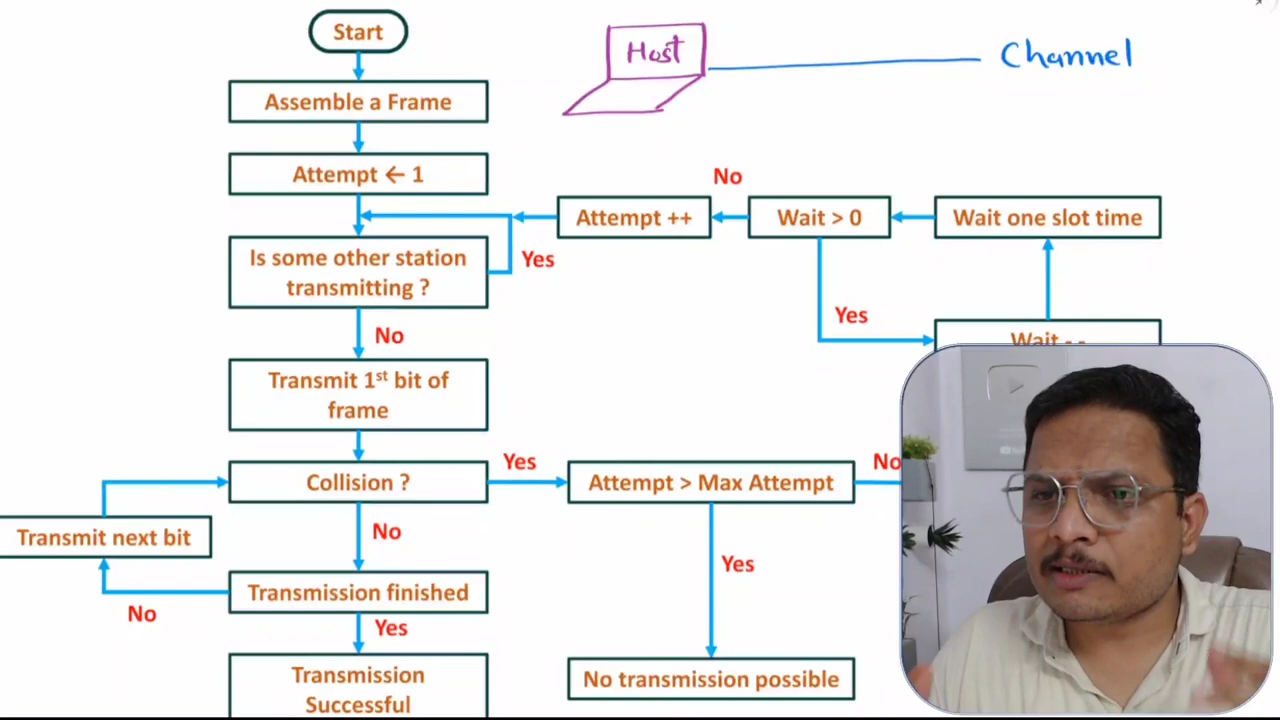 Start
Host
Channel
Assemble a Frame
Attempt ← 1
No
Attempt ++
Wait > 0
Wait one slot time
Is some other station
transmitting ?
Yes
Yes
No
Wait - -
Transmit 1st bit of
frame
Collision ?
Yes
Attempt > Max Attempt
No
Transmit next bit
No
Yes
Transmission finished
No
Yes
Transmission
Successful
No transmission possible